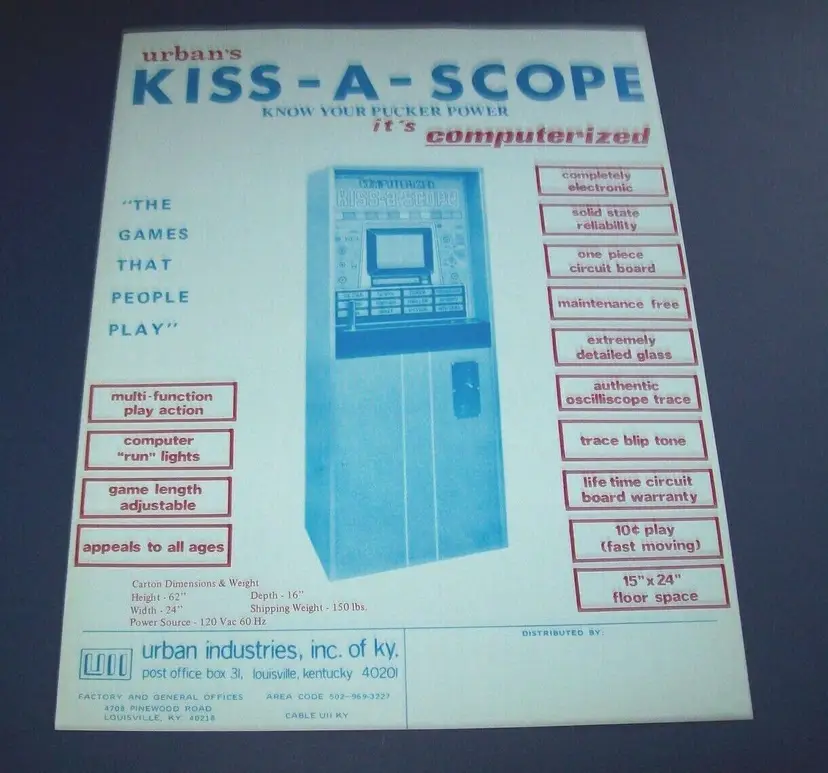 urban's
KISS-A-SCOPE
KNOW YOUR PUCKER POWER
it's computerized
"THE
GAMES
THAT
PEOPLE
PLAY"
multi-function
play action
computer
"run" lights
game length
adjustable
appeals to all ages
COMPUTERIZED
KISS-a-SCOPE
completely
electronic
solid state
reliability
one piece
circuit board
maintenance free
extremely
detailed glass
authentic
oscilliscope trace
trace blip tone
life time circuit
board warranty
10¢ play
(fast moving)
15" x 24"
floor space
Carton Dimensions & Weight
Height - 62" Depth - 16"
Width - 24" Shipping Weight - 150 lbs.
Power Source - 120 Vac 60 Hz
DISTRIBUTED BY:
uii
urban industries, inc. of ky.
post office box 31, louisville, kentucky 40201
FACTORY AND GENERAL OFFICES AREA CODE 502-969-3227
4708 PINEWOOD ROAD
LOUISVILLE, KY. 40218 CABLE UII KY